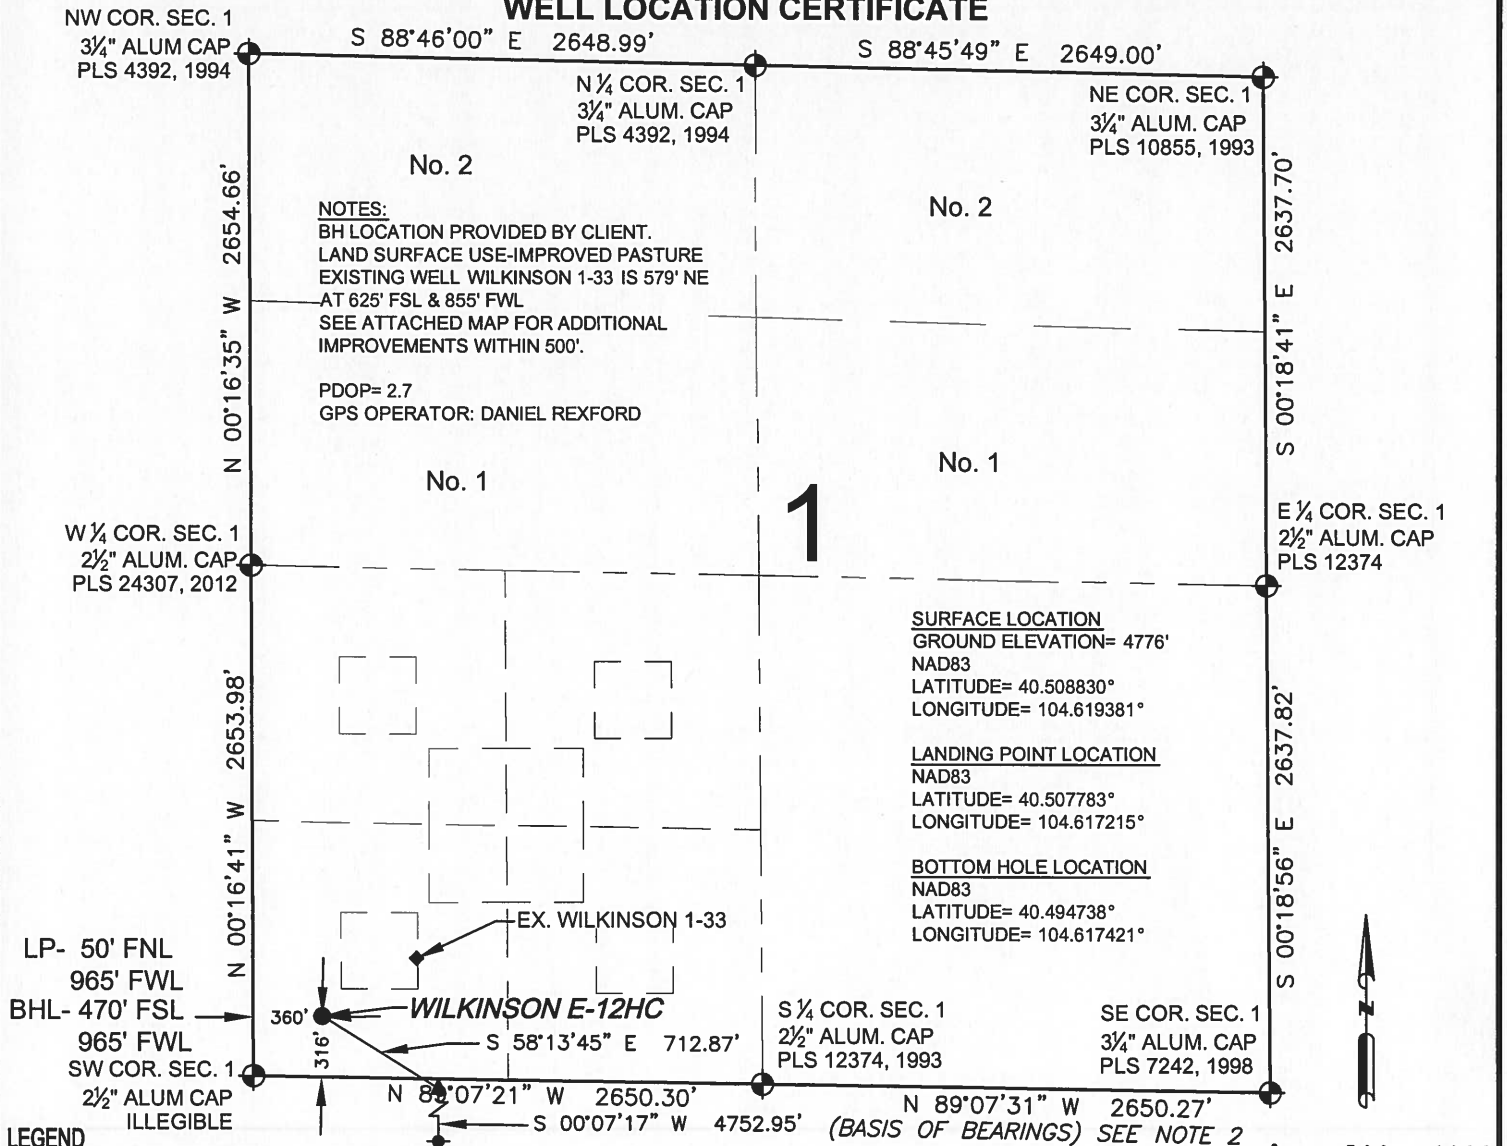 WELL LOCATION CERTIFICATE
NW COR. SEC. 1
3¼" ALUM CAP
PLS 4392, 1994
S 88°46'00" E 2648.99'
S 88°45'49" E 2649.00'
N ¼ COR. SEC. 1
3¼" ALUM. CAP
PLS 4392, 1994
NE COR. SEC. 1
3¼" ALUM. CAP
PLS 10855, 1993
No. 2
No. 2
N 00°16'35" W 2654.66'
S 00°18'41" E 2637.70'
NOTES:
BH LOCATION PROVIDED BY CLIENT.
LAND SURFACE USE-IMPROVED PASTURE
EXISTING WELL WILKINSON 1-33 IS 579' NE
AT 625' FSL & 855' FWL
SEE ATTACHED MAP FOR ADDITIONAL
IMPROVEMENTS WITHIN 500'.
PDOP= 2.7
GPS OPERATOR: DANIEL REXFORD
No. 1
No. 1
1
W ¼ COR. SEC. 1
2½" ALUM. CAP
PLS 24307, 2012
E ¼ COR. SEC. 1
2½" ALUM. CAP
PLS 12374
SURFACE LOCATION
GROUND ELEVATION= 4776'
NAD83
LATITUDE= 40.508830°
LONGITUDE= 104.619381°
LANDING POINT LOCATION
NAD83
LATITUDE= 40.507783°
LONGITUDE= 104.617215°
BOTTOM HOLE LOCATION
NAD83
LATITUDE= 40.494738°
LONGITUDE= 104.617421°
N 00°16'41" W 2653.98'
S 00°18'56" E 2637.82'
EX. WILKINSON 1-33
LP- 50' FNL
965' FWL
BHL- 470' FSL
965' FWL
360'
316'
WILKINSON E-12HC
S 58°13'45" E 712.87'
S ¼ COR. SEC. 1
2½" ALUM. CAP
PLS 12374, 1993
SE COR. SEC. 1
3¼" ALUM. CAP
PLS 7242, 1998
N
SW COR. SEC. 1
2½" ALUM CAP
ILLEGIBLE
N 89°07'21" W 2650.30'
N 89°07'31" W 2650.27'
S 00°07'17" W 4752.95'
(BASIS OF BEARINGS) SEE NOTE 2
LEGEND